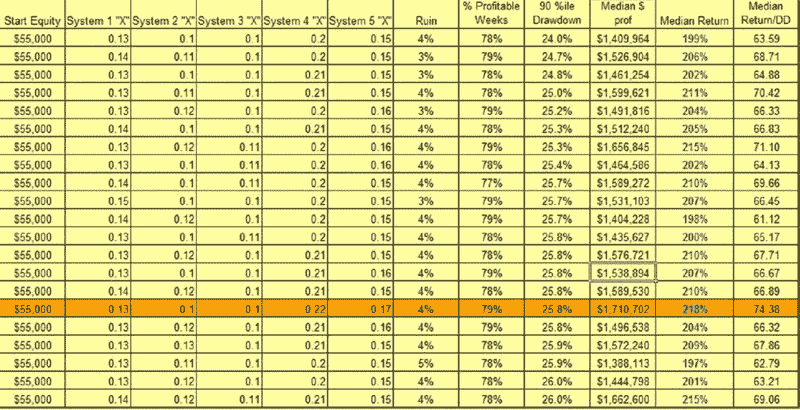 Start Equity System 1 "X" System 2 "X" System 3 "X" System 4 "X" System 5 "X" Ruin % Profitable Weeks 90 %ile Drawdown Median $ prof Median Return Median Return/DD
$55,000 0.13 0.1 0.1 0.2 0.15 4% 78% 24.0% $1,409,964 199% 63.59
$55,000 0.14 0.11 0.1 0.2 0.15 3% 79% 24.7% $1,526,904 206% 68.71
$55,000 0.13 0.1 0.1 0.21 0.15 3% 78% 24.8% $1,461,254 202% 64.88
$55,000 0.13 0.11 0.1 0.21 0.15 4% 78% 25.0% $1,599,621 211% 70.42
$55,000 0.13 0.12 0.1 0.2 0.16 3% 79% 25.2% $1,491,816 204% 66.33
$55,000 0.14 0.1 0.1 0.21 0.15 4% 78% 25.3% $1,512,240 205% 66.83
$55,000 0.13 0.12 0.11 0.2 0.16 4% 79% 25.3% $1,656,845 215% 71.10
$55,000 0.13 0.1 0.11 0.2 0.16 4% 78% 25.4% $1,464,586 202% 64.13
$55,000 0.14 0.1 0.11 0.2 0.15 4% 77% 25.7% $1,589,272 210% 69.66
$55,000 0.15 0.1 0.1 0.2 0.15 3% 79% 25.7% $1,531,103 207% 66.45
$55,000 0.14 0.12 0.1 0.2 0.15 4% 79% 25.7% $1,404,228 198% 61.12
$55,000 0.13 0.1 0.11 0.2 0.15 4% 78% 25.8% $1,435,627 200% 65.17
$55,000 0.13 0.12 0.1 0.21 0.15 4% 78% 25.8% $1,576,721 210% 67.71
$55,000 0.13 0.1 0.1 0.21 0.16 4% 79% 25.8% $1,538,894 207% 66.67
$55,000 0.14 0.12 0.1 0.21 0.15 4% 78% 25.8% $1,589,530 210% 66.89
$55,000 0.13 0.1 0.1 0.22 0.17 4% 79% 25.8% $1,710,702 218% 74.38
$55,000 0.13 0.12 0.1 0.21 0.16 4% 79% 25.8% $1,496,538 204% 66.32
$55,000 0.13 0.13 0.1 0.21 0.15 4% 78% 25.9% $1,572,240 209% 67.86
$55,000 0.13 0.11 0.11 0.2 0.15 5% 78% 25.9% $1,388,113 197% 62.79
$55,000 0.13 0.12 0.1 0.2 0.15 4% 78% 26.0% $1,444,798 201% 63.21
$55,000 0.14 0.12 0.11 0.21 0.15 4% 78% 26.0% $1,662,600 215% 69.06